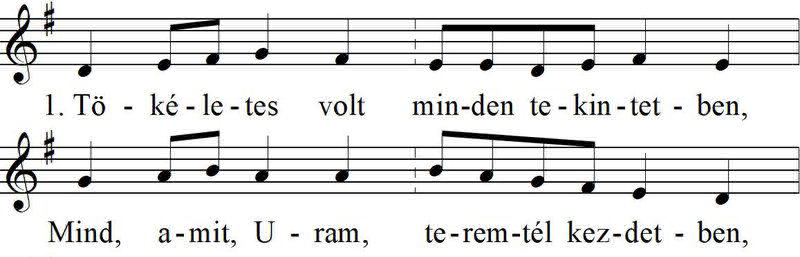 1. Tö - ké - le - tes volt min - den te - kin - tet - ben,
Mind, a - mit, U - ram, te - rem - tél kez - det - ben,